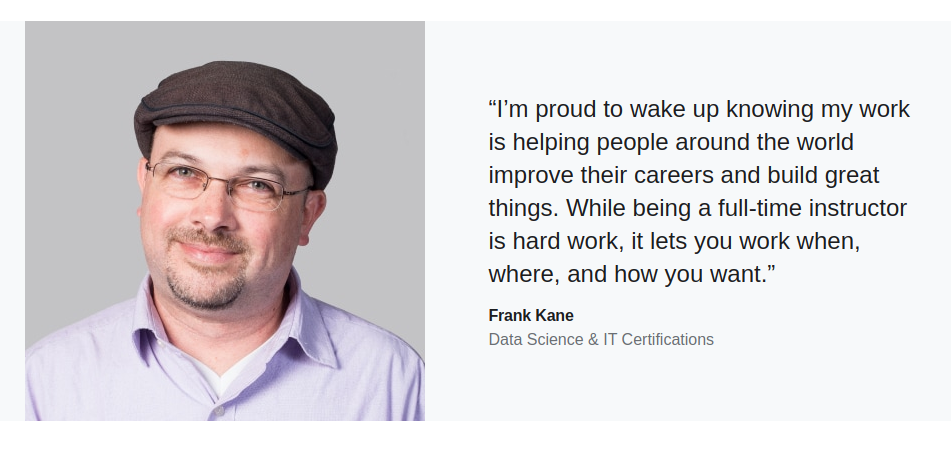 “I’m proud to wake up knowing my work
is helping people around the world
improve their careers and build great
things. While being a full-time instructor
is hard work, it lets you work when,
where, and how you want.”
Frank Kane
Data Science & IT Certifications